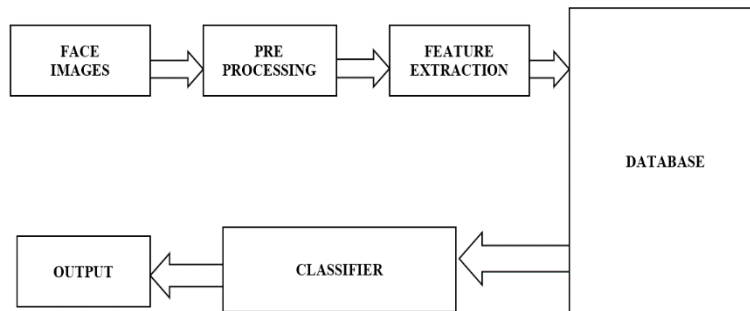 FACE
IMAGES
PRE
PROCESSING
FEATURE
EXTRACTION
DATABASE
OUTPUT
CLASSIFIER